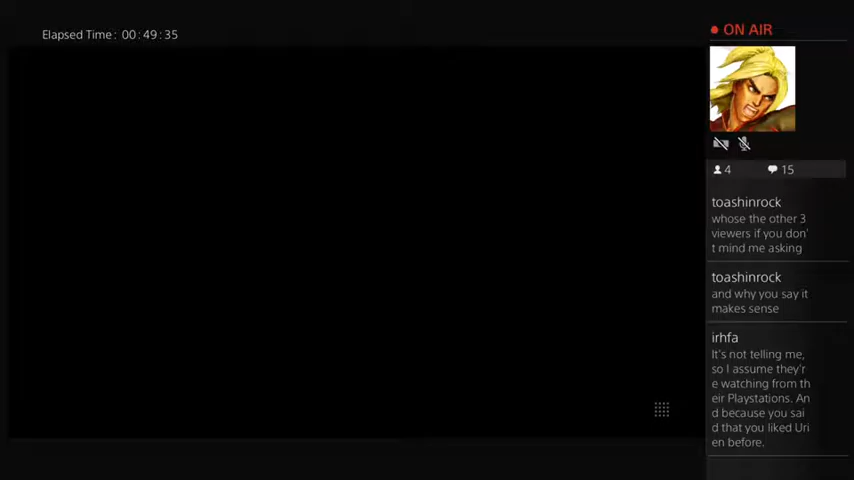 Elapsed Time: 00:49:35
ON AIR
4 15
toashinrock
whose the other 3
viewers if you don'
t mind me asking
toashinrock
and why you say it
makes sense
irhfa
It's not telling me,
so I assume they'r
e watching from th
eir Playstations. An
d because you sai
d that you liked Uri
en before.